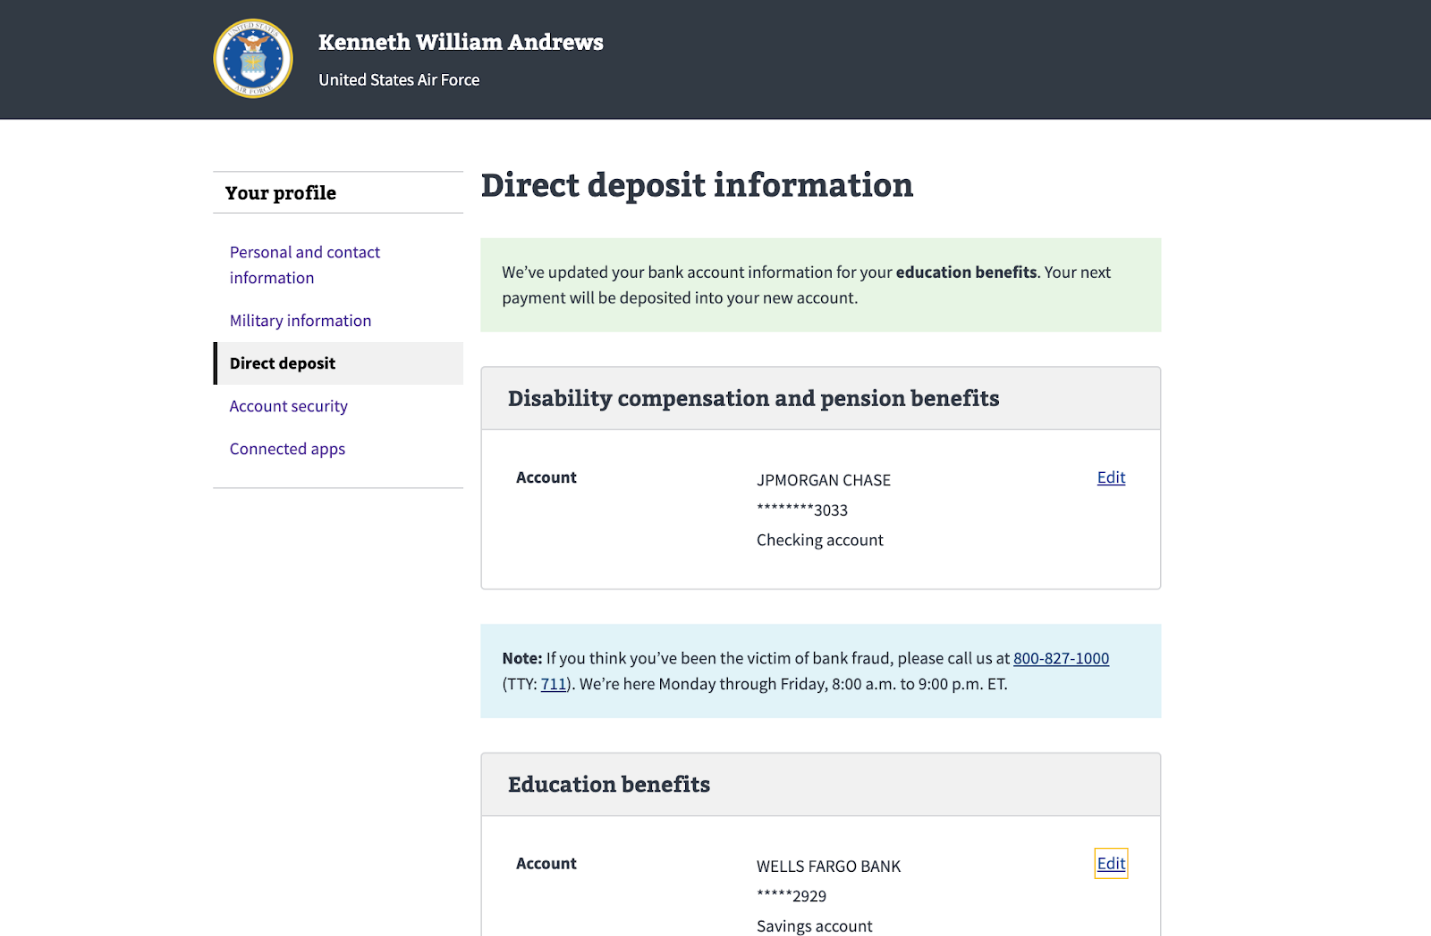 UNITED STATES
AIR FORCE
Kenneth William Andrews
United States Air Force
Your profile
Personal and contact
information
Military information
Direct deposit
Account security
Connected apps
Direct deposit information
We’ve updated your bank account information for your education benefits. Your next
payment will be deposited into your new account.
Disability compensation and pension benefits
Account
JPMORGAN CHASE
Edit
********3033
Checking account
Note: If you think you’ve been the victim of bank fraud, please call us at 800-827-1000
(TTY: 711). We’re here Monday through Friday, 8:00 a.m. to 9:00 p.m. ET.
Education benefits
Account
WELLS FARGO BANK
Edit
*****2929
Savings account